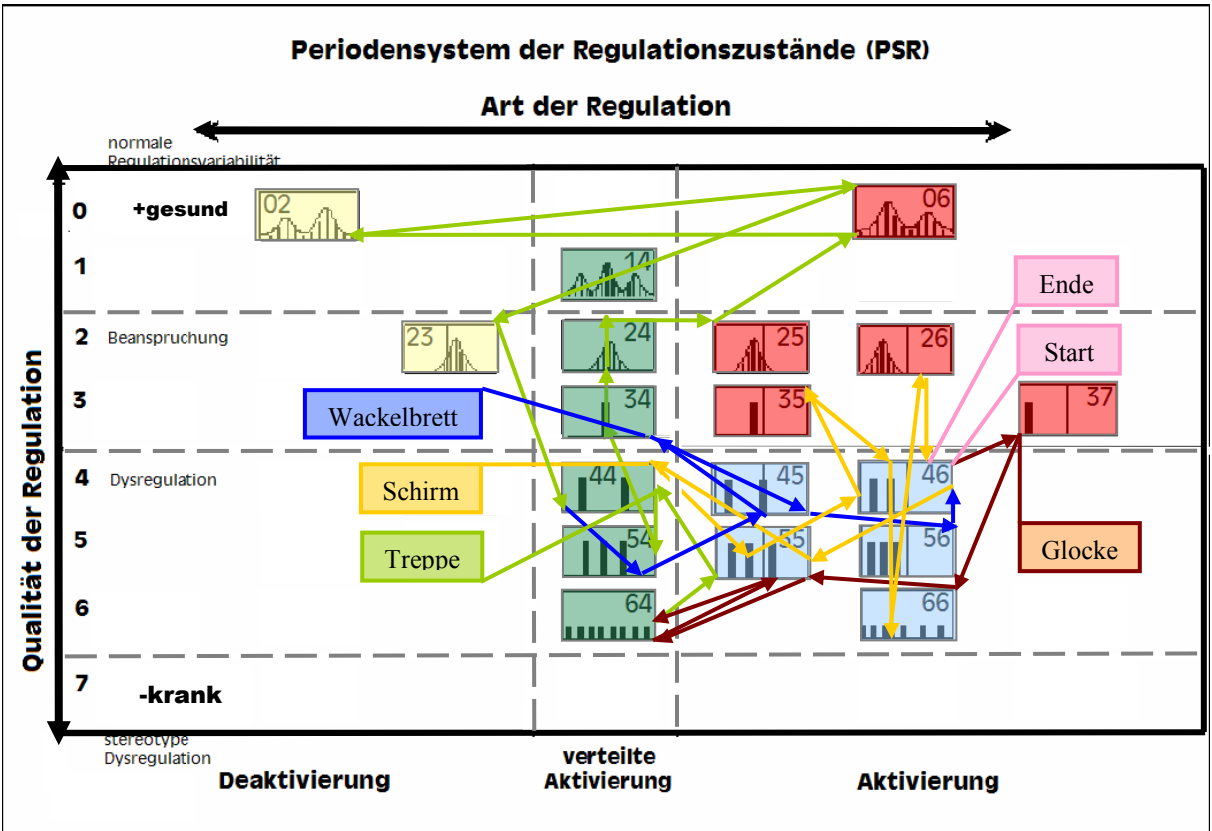 Periodensystem der Regulationszustände (PSR)
Art der Regulation
normale
Regulationsvariabilität
Qualität der Regulation
0
+gesund
02
06
1
14
Ende
2
Beanspruchung
23
24
25
26
Start
3
Wackelbrett
34
35
37
4
Dysregulation
Schirm
44
45
46
5
Treppe
54
55
56
Glocke
6
64
66
7
-krank
stereotype
Dysregulation
Deaktivierung
verteilte
Aktivierung
Aktivierung